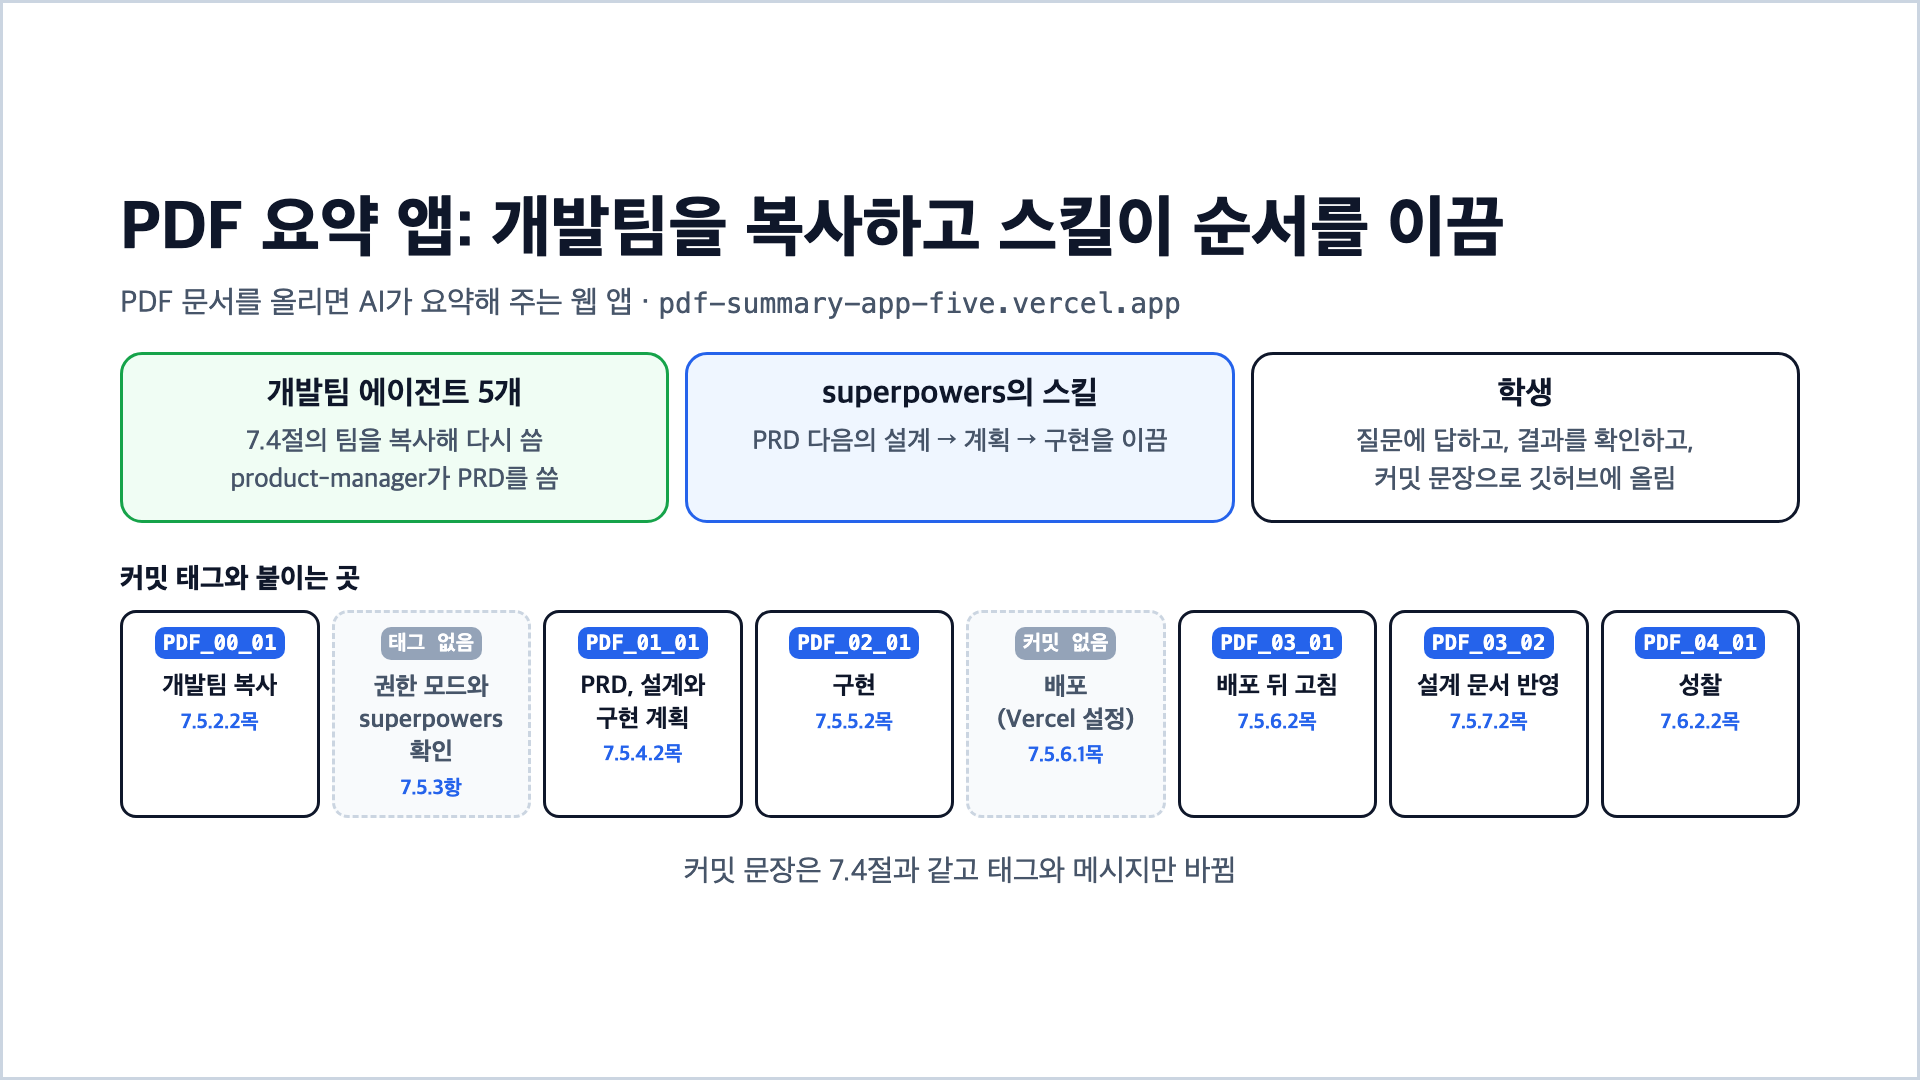 PDF 요약 앱: 개발팀을 복사하고 스킬이 순서를 이끔
PDF 문서를 올리면 AI가 요약해 주는 웹 앱 · pdf-summary-app-five.vercel.app
개발팀 에이전트 5개
7.4절의 팀을 복사해 다시 씀
product-manager가 PRD를 씀
superpowers의 스킬
PRD 다음의 설계 → 계획 → 구현을 이끔
학생
질문에 답하고, 결과를 확인하고,
커밋 문장으로 깃허브에 올림
커밋 태그와 붙이는 곳
PDF_00_01
개발팀 복사
7.5.2.2목
태그 없음
권한 모드와
superpowers
확인
7.5.3항
PDF_01_01
PRD, 설계와
구현 계획
7.5.4.2목
PDF_02_01
구현
7.5.5.2목
커밋 없음
배포
(Vercel 설정)
7.5.6.1목
PDF_03_01
배포 뒤 고침
7.5.6.2목
PDF_03_02
설계 문서 반영
7.5.7.2목
PDF_04_01
성찰
7.6.2.2목
커밋 문장은 7.4절과 같고 태그와 메시지만 바뀜